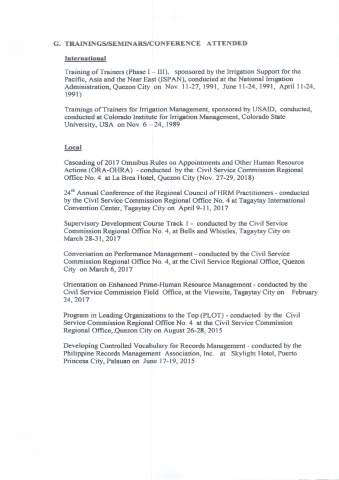 G. TRAININGS/SEMINARS/CONFERENCE ATTENDED
International
Training of Trainers (Phase I – III), sponsored by the Irrigation Support for the
Pacific, Asia and the Near East (ISPAN), conducted at the National Irrigation
Administration, Quezon City on Nov. 11-27, 1991, June 11-24, 1991, April 11-24,
1991)
Trainings of Trainers for Irrigation Management, sponsored by USAID, conducted,
conducted at Colorado Institute for Irrigation Management, Colorado State
University, USA on Nov. 6 – 24, 1989
Local
Cascading of 2017 Omnibus Rules on Appointments and Other Human Resource
Actions (ORA-OHRA) - conducted by the Civil Service Commission Regional
Office No. 4 at La Brea Hotel, Quezon City (Nov. 27-29, 2018)
24th Annual Conference of the Regional Council of HRM Practitioners - conducted
by the Civil Service Commission Regional Office No. 4 at Tagaytay International
Convention Center, Tagaytay City on April 9-11, 2017
Supervisory Development Course Track 1 - conducted by the Civil Service
Commission Regional Office No. 4, at Bells and Whistles, Tagaytay City on
March 28-31, 2017
Conversation on Performance Management - conducted by the Civil Service
Commission Regional Office No. 4, at the Civil Service Regional Office, Quezon
City on March 6, 2017
Orientation on Enhanced Prime-Human Resource Management - conducted by the
Civil Service Commission Field Office, at the Viewsite, Tagaytay City on February
24, 2017
Program in Leading Organizations to the Top (PLOT) - conducted by the Civil
Service Commission Regional Office No. 4 at the Civil Service Commission
Regional Office,,Quezon City on August 26-28, 2015
Developing Controlled Vocabulary for Records Management - conducted by the
Philippine Records Management Association, Inc. at Skylight Hotel, Puerto
Princess City, Palauan on June 17-19, 2015